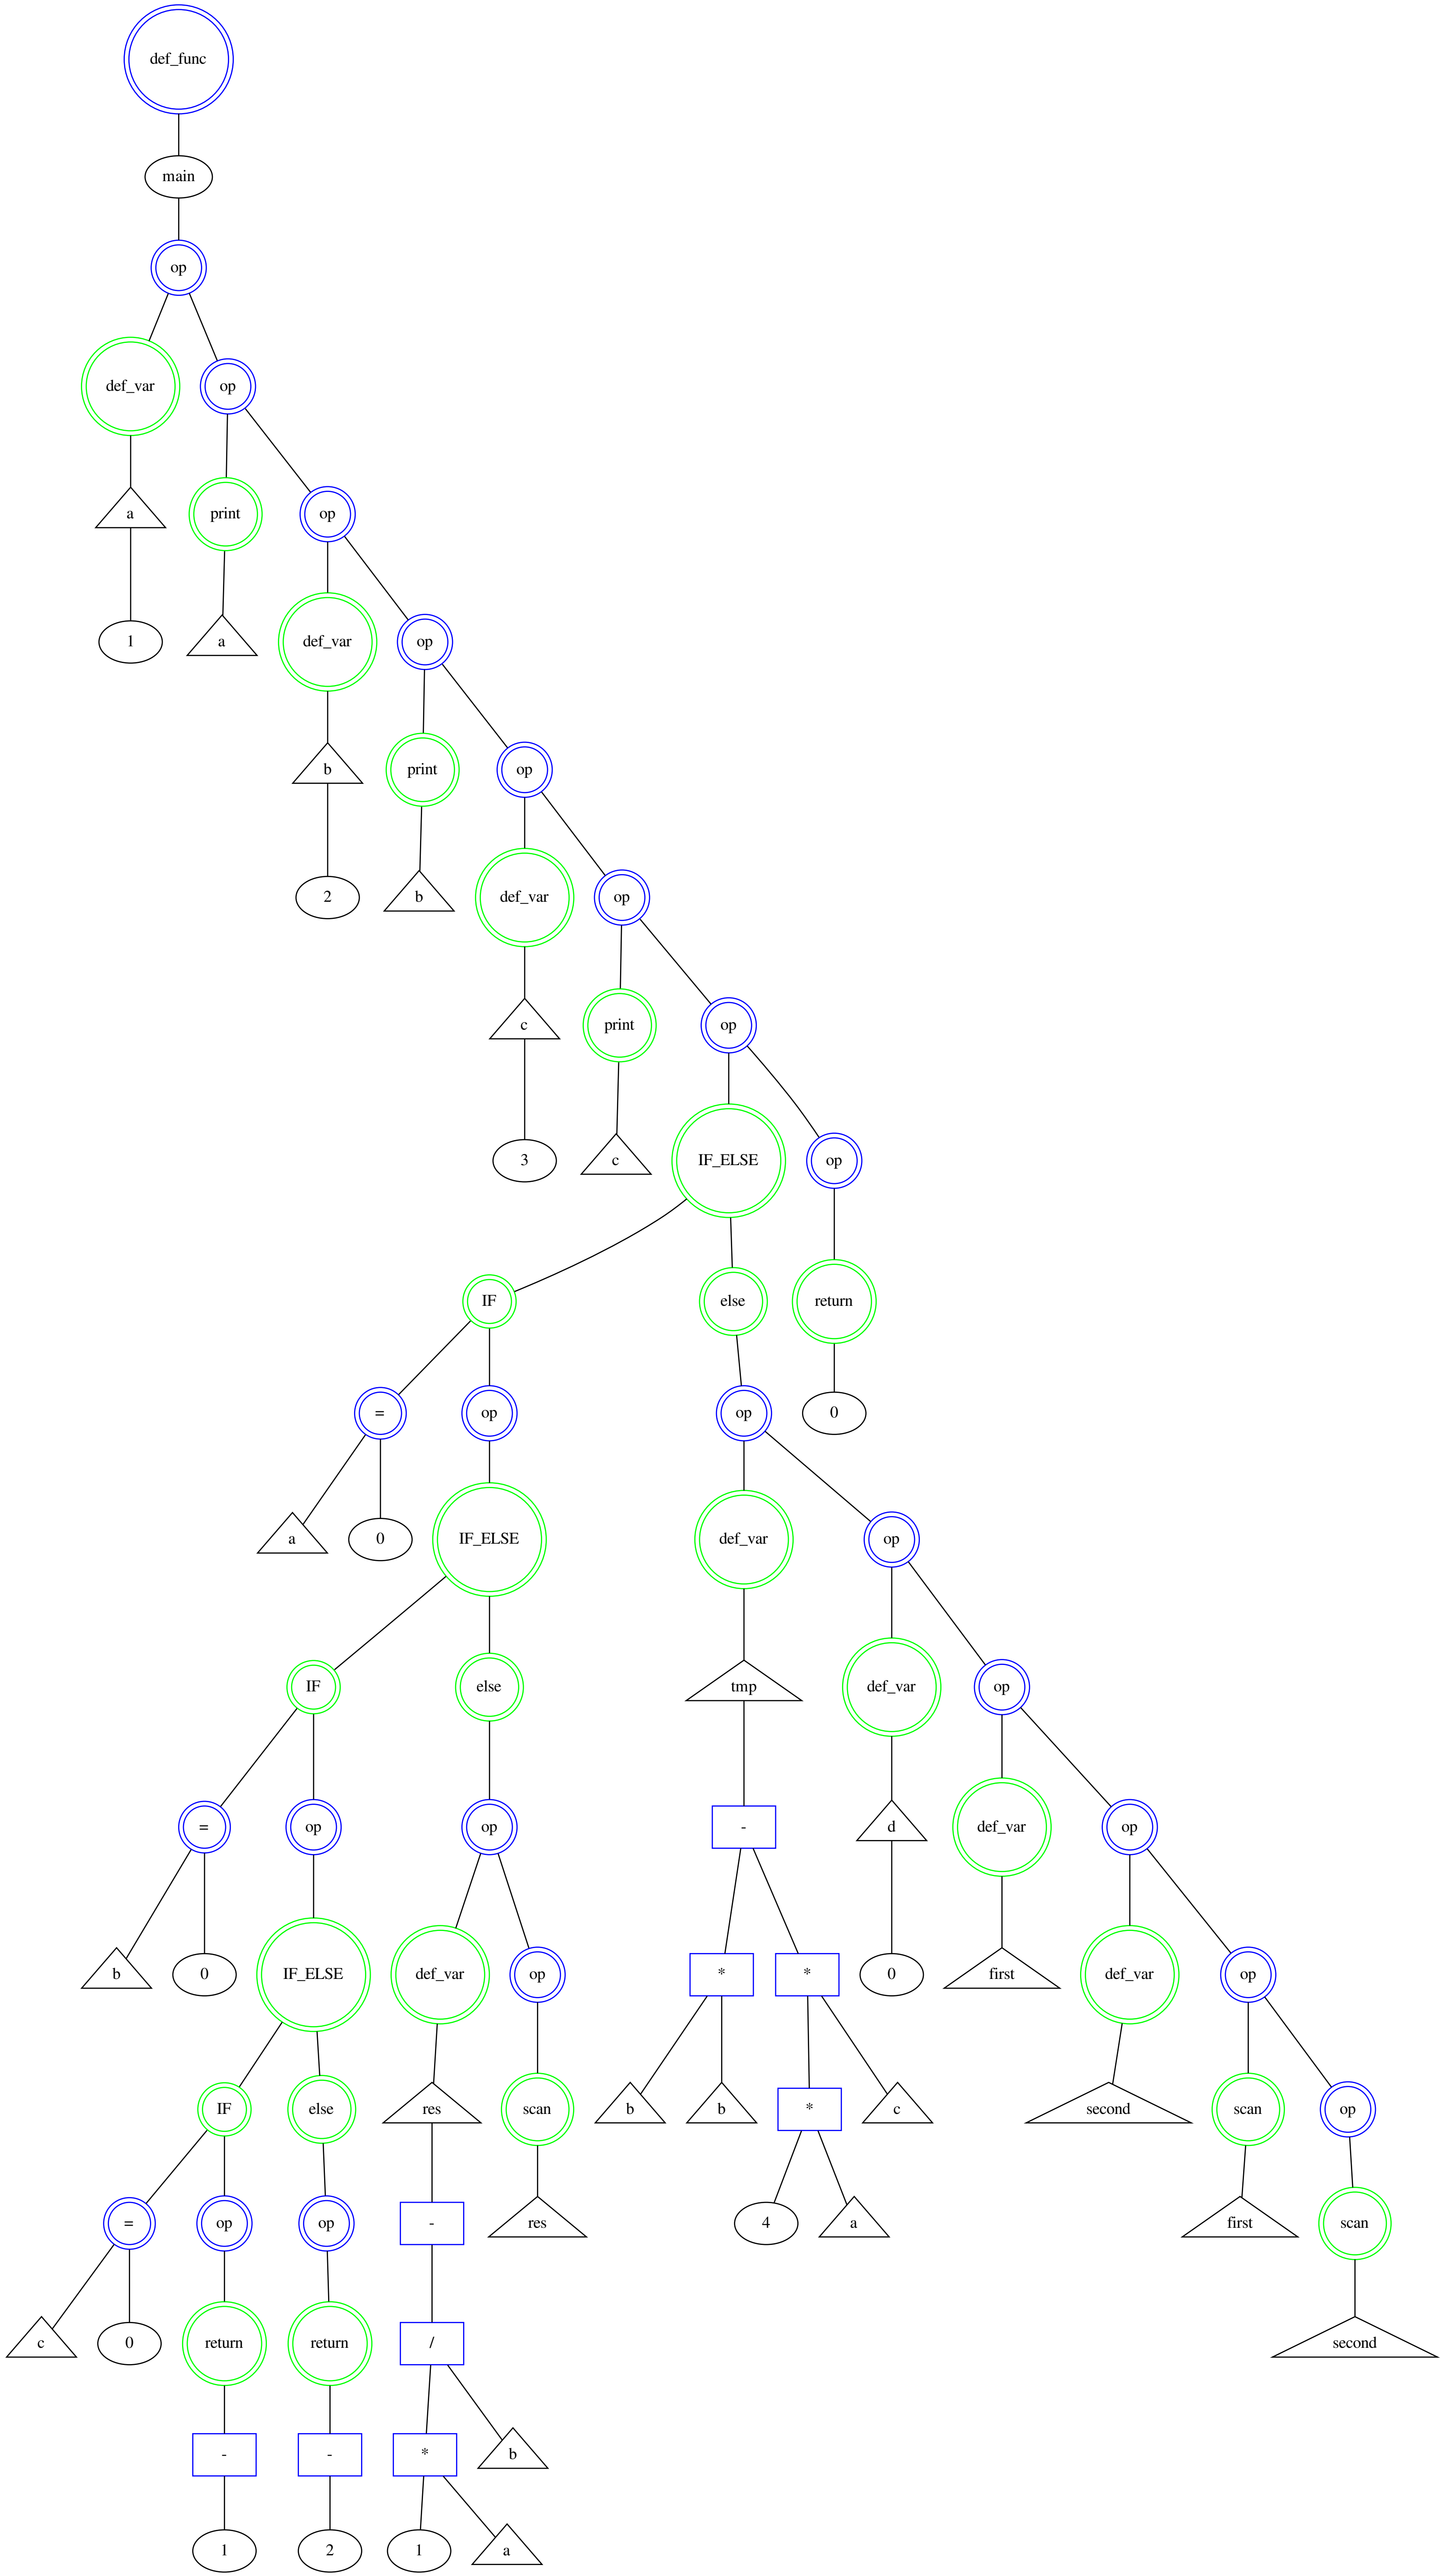 def_func
main
op
def_var op
a print op
1 a def_var op
b print op
2 b def_var op
c print op
3 c IF_ELSE op
IF else return
= op op 0
a 0 IF_ELSE def_var op
IF else tmp def_var op
= op op - d def_var op
b 0 IF_ELSE def_var op * * 0 first def_var op
IF else res scan b b * c second scan op
= op op - res 4 a first scan
c 0 return return / second
- - * b
1 2 1 a